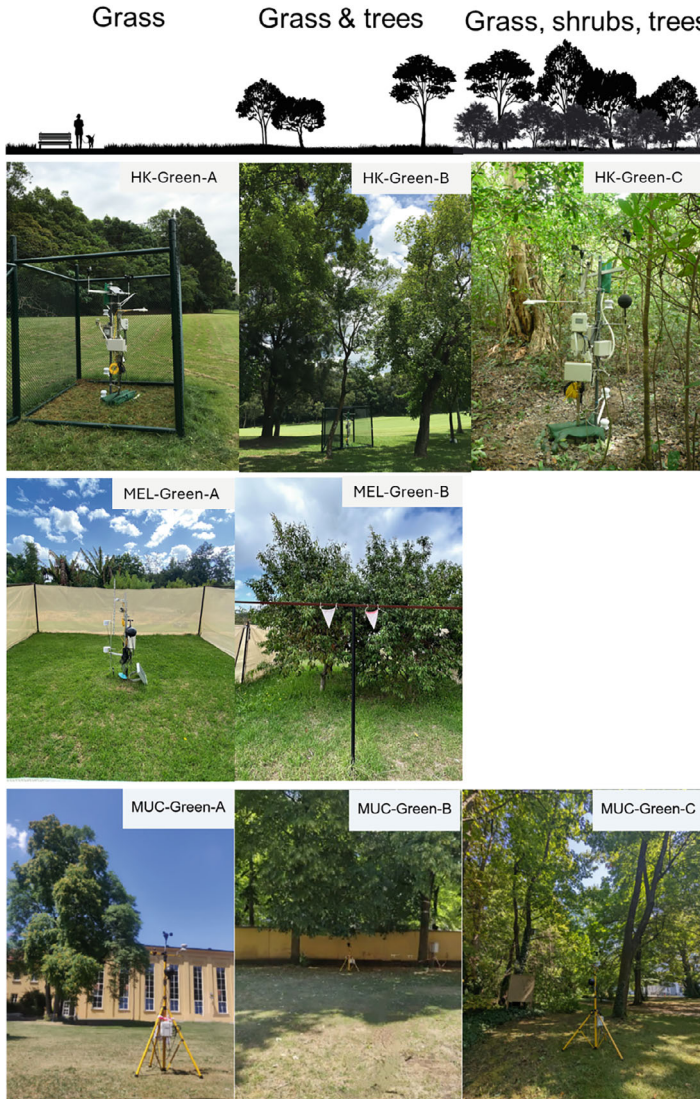 Grass
Grass & trees
Grass, shrubs, trees
HK-Green-A
HK-Green-B
HK-Green-C
MEL-Green-A
MEL-Green-B
MUC-Green-A
MUC-Green-B
MUC-Green-C